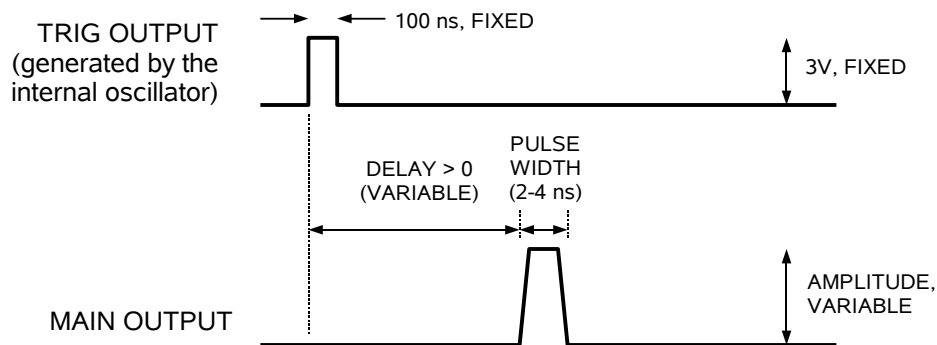 100 ns, FIXED
TRIG OUTPUT
(generated by the
internal oscillator)
3V, FIXED
DELAY > 0
(VARIABLE)
PULSE
WIDTH
(2-4 ns)
AMPLITUDE,
VARIABLE
MAIN OUTPUT